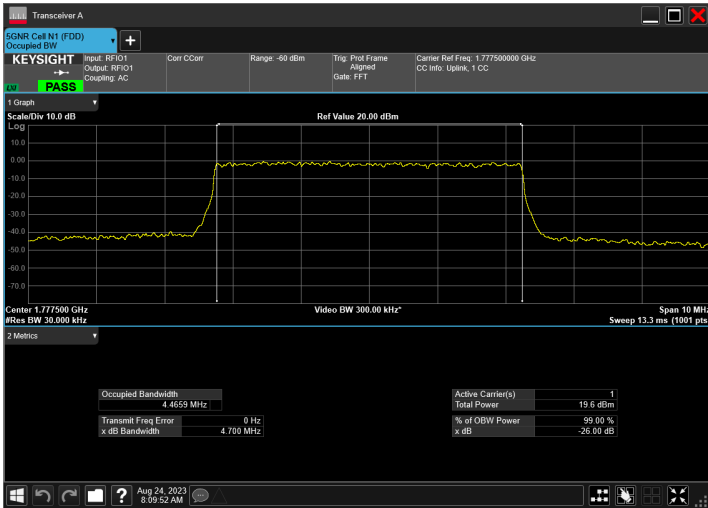 Transceiver A
5GNR Cell N1 (FDD)
Occupied BW
KEYSIGHT
LXI
PASS
Input: RFIO1
Output: RFIO1
Coupling: AC
Corr CCorr
Range: -60 dBm
Trig: Prot Frame
Aligned
Gate: FFT
Carrier Ref Freq: 1.777500000 GHz
CC Info: Uplink, 1 CC
1 Graph
Scale/Div 10.0 dB
Ref Value 20.00 dBm
Log
10.0
0.00
-10.0
-20.0
-30.0
-40.0
-50.0
-60.0
-70.0
Center 1.777500 GHz
Video BW 300.00 kHz*
Span 10 MHz
#Res BW 30.000 kHz
Sweep 13.3 ms (1001 pts
2 Metrics
Occupied Bandwidth
4.4659 MHz
Transmit Freq Error 0 Hz
x dB Bandwidth 4.700 MHz
Active Carrier(s) 1
Total Power 19.6 dBm
% of OBW Power 99.00 %
x dB -26.00 dB
Aug 24, 2023
8:09:52 AM